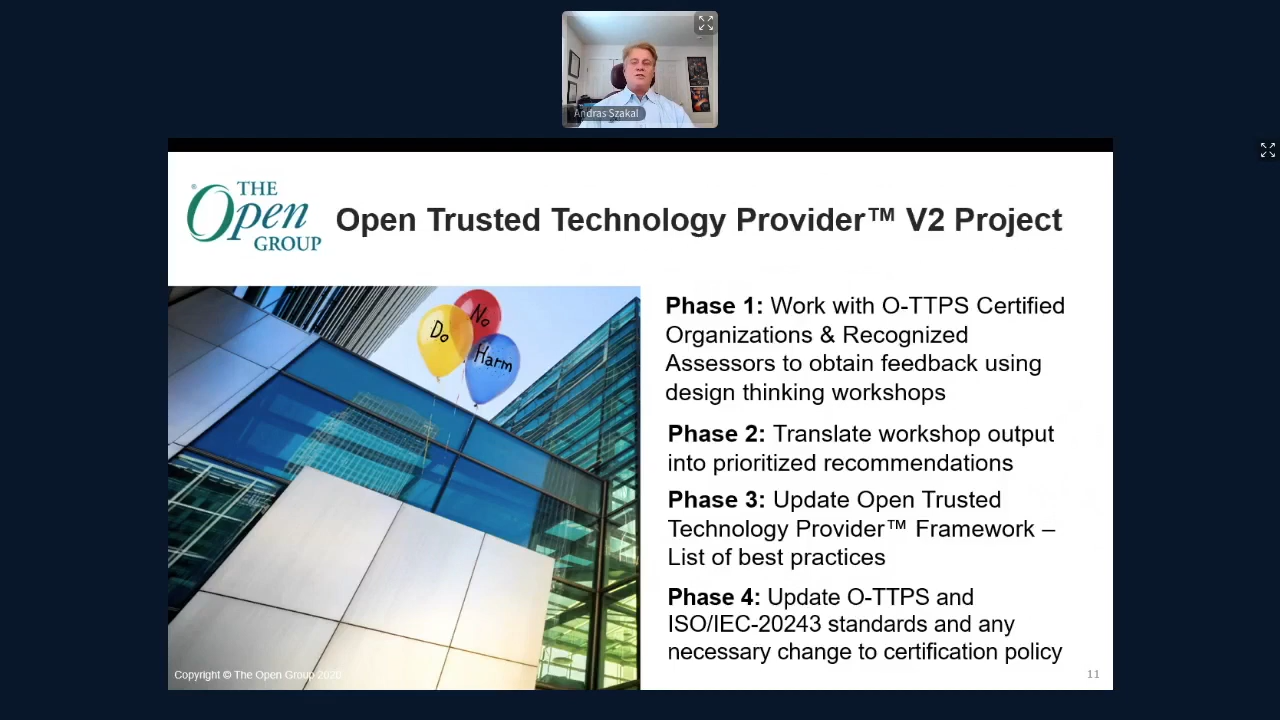 Andras Szakal
® THE
Open
GROUP
Open Trusted Technology Provider™ V2 Project
Do
No
Harm
Phase 1: Work with O-TTPS Certified
Organizations & Recognized
Assessors to obtain feedback using
design thinking workshops
Phase 2: Translate workshop output
into prioritized recommendations
Phase 3: Update Open Trusted
Technology Provider™ Framework –
List of best practices
Phase 4: Update O-TTPS and
ISO/IEC-20243 standards and any
necessary change to certification policy
Copyright © The Open Group 2020
11